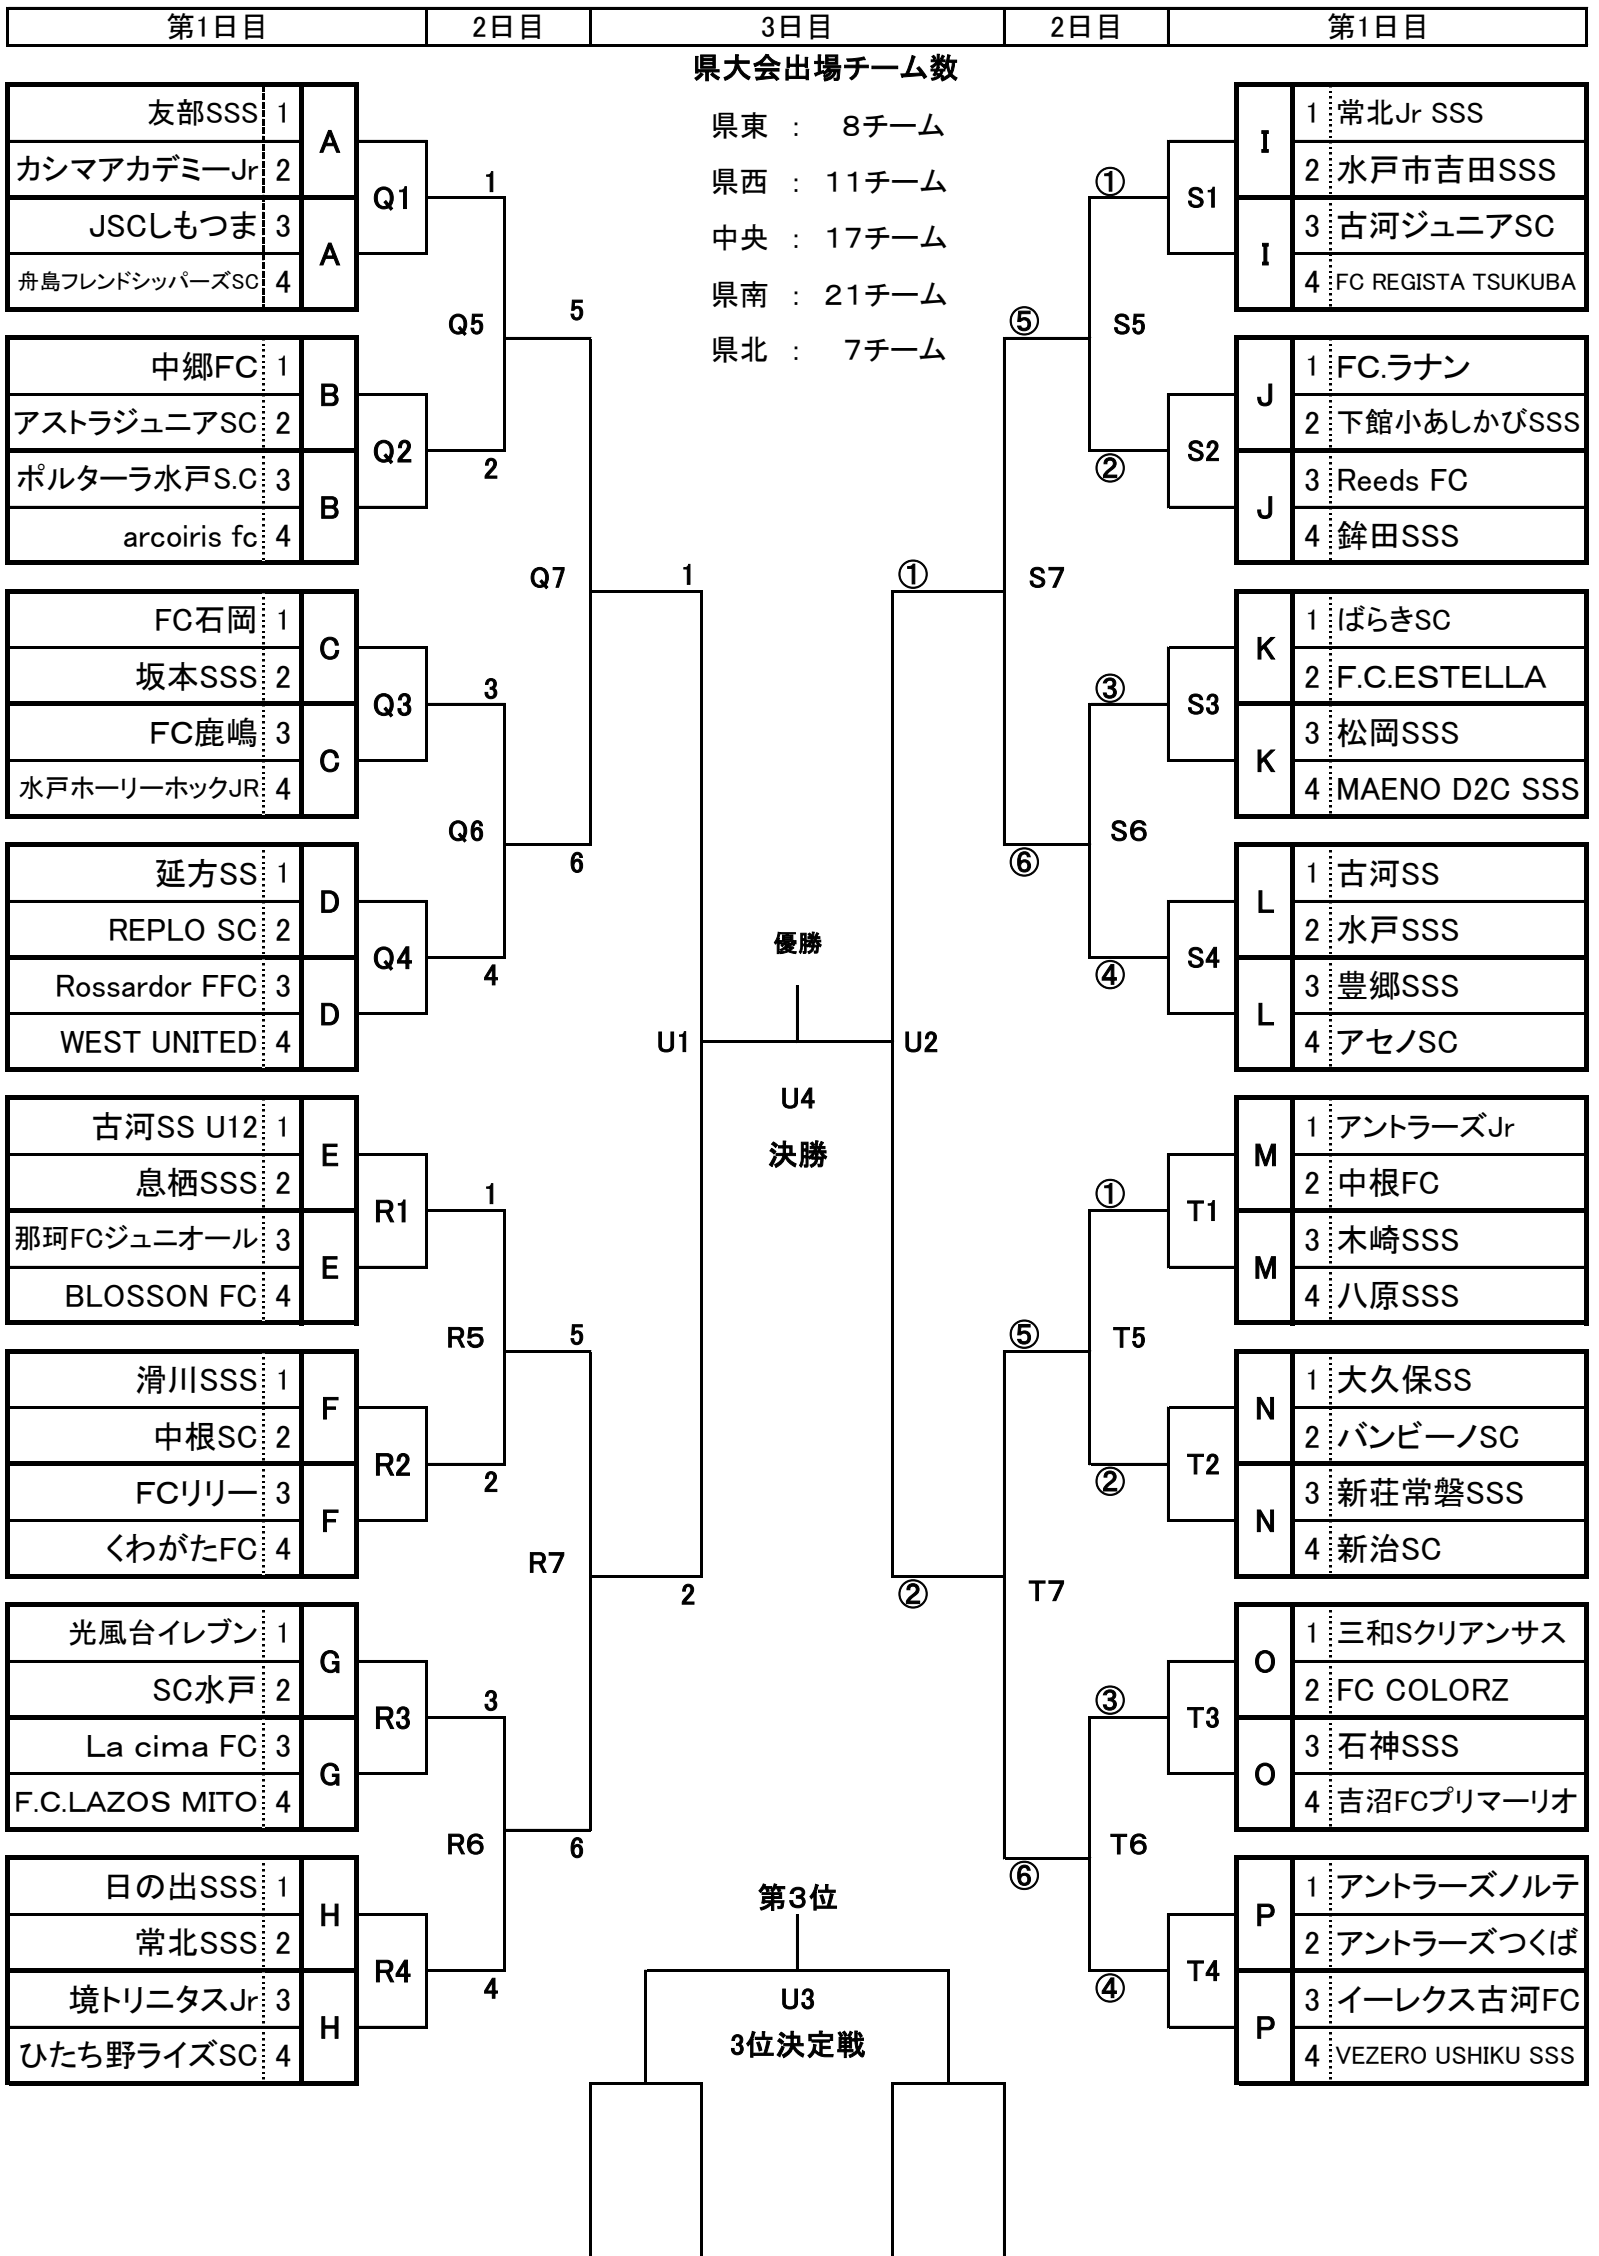 第1日目 2日目 3日目 2日目 第1日目
県大会出場チーム数
県東 : 8チーム
県西 : 11チーム
中央 : 17チーム
県南 : 21チーム
県北 : 7チーム
友部SSS 1
カシマアカデミーJr 2
A
JSCしもつま 3
舟島フレンドシッパーズSC 4
A
Q1
中郷FC 1
アストラジュニアSC 2
B
ポルターラ水戸S.C 3
arcoiris fc 4
B
Q2
1
Q5
2
5
FC石岡 1
坂本SSS 2
C
FC鹿嶋 3
水戸ホーリーホックJR 4
C
Q3
延方SS 1
REPLO SC 2
D
Rossardor FFC 3
WEST UNITED 4
D
Q4
3
Q6
4
6
Q7
1
古河SS U12 1
息栖SSS 2
E
那珂FCジュニオール 3
BLOSSON FC 4
E
R1
滑川SSS 1
中根SC 2
F
FCリリー 3
くわがたFC 4
F
R2
1
R5
2
5
光風台イレブン 1
SC水戸 2
G
La cima FC 3
F.C.LAZOS MITO 4
G
R3
日の出SSS 1
常北SSS 2
H
境トリニタスJr 3
ひたち野ライズSC 4
H
R4
3
R6
4
6
R7
2
U1
優勝
U4
決勝
U2
第3位
U3
3位決定戦
1 常北Jr SSS
2 水戸市吉田SSS
I
3 古河ジュニアSC
4 FC REGISTA TSUKUBA
I
S1
1 FC.ラナン
2 下館小あしかびSSS
J
3 Reeds FC
4 鉾田SSS
J
S2
①
S5
②
⑤
1 ばらきSC
2 F.C.ESTELLA
K
3 松岡SSS
4 MAENO D2C SSS
K
S3
1 古河SS
2 水戸SSS
L
3 豊郷SSS
4 アセノSC
L
S4
③
S6
④
⑥
S7
①
1 アントラーズJr
2 中根FC
M
3 木崎SSS
4 八原SSS
M
T1
1 大久保SS
2 バンビーノSC
N
3 新荘常磐SSS
4 新治SC
N
T2
①
T5
②
⑤
1 三和Sクリアンサス
2 FC COLORZ
O
3 石神SSS
4 吉沼FCプリマーリオ
O
T3
1 アントラーズノルテ
2 アントラーズつくば
P
3 イーレクス古河FC
4 VEZERO USHIKU SSS
P
T4
③
T6
④
⑥
T7
②